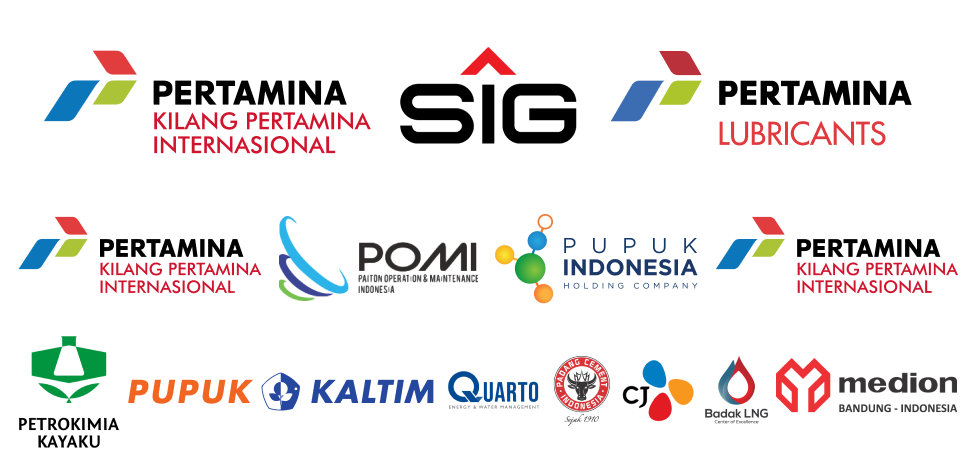 PERTAMINA
KILANG PERTAMINA
INTERNASIONAL
SIG
PERTAMINA
LUBRICANTS
PERTAMINA
KILANG PERTAMINA
INTERNASIONAL
POMI
PAITON OPERATION & MAINTENANCE
INDONESIA
PUPUK
INDONESIA
HOLDING COMPANY
PERTAMINA
KILANG PERTAMINA
INTERNASIONAL
PETROKIMIA
KAYAKU
PUPUK KALTIM
QUARTO
ENERGY & WATER MANAGEMENT
PADANG CEMENT
INDONESIA
Sejak 1910
CJ
Badak LNG
Center of Excellence
medion
BANDUNG - INDONESIA